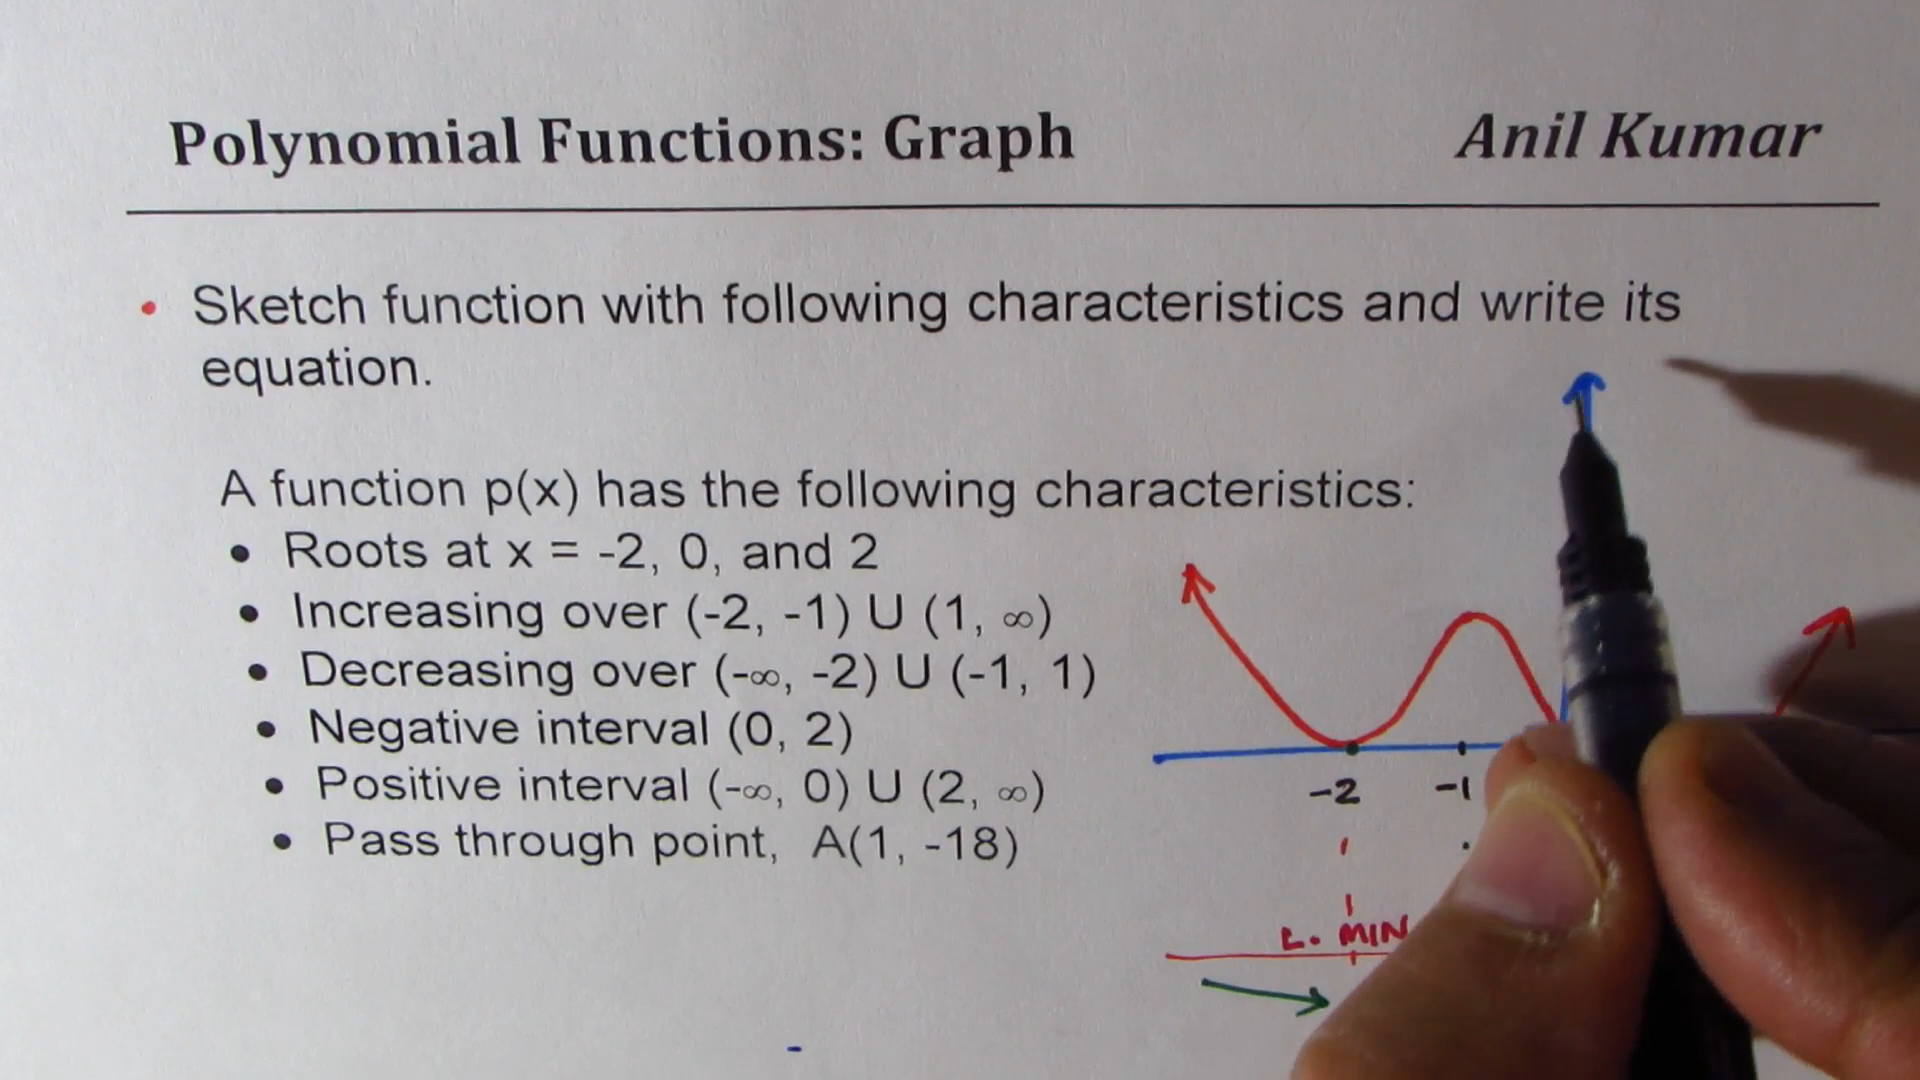 Polynomial Functions: Graph Anil Kumar
• Sketch function with following characteristics and write its
equation.
A function p(x) has the following characteristics:
• Roots at x = -2, 0, and 2
• Increasing over (-2, -1) U (1, ∞)
• Decreasing over (-∞, -2) U (-1, 1)
• Negative interval (0, 2)
• Positive interval (-∞, 0) U (2, ∞)
• Pass through point, A(1, -18)
-2 -1
L. MIN